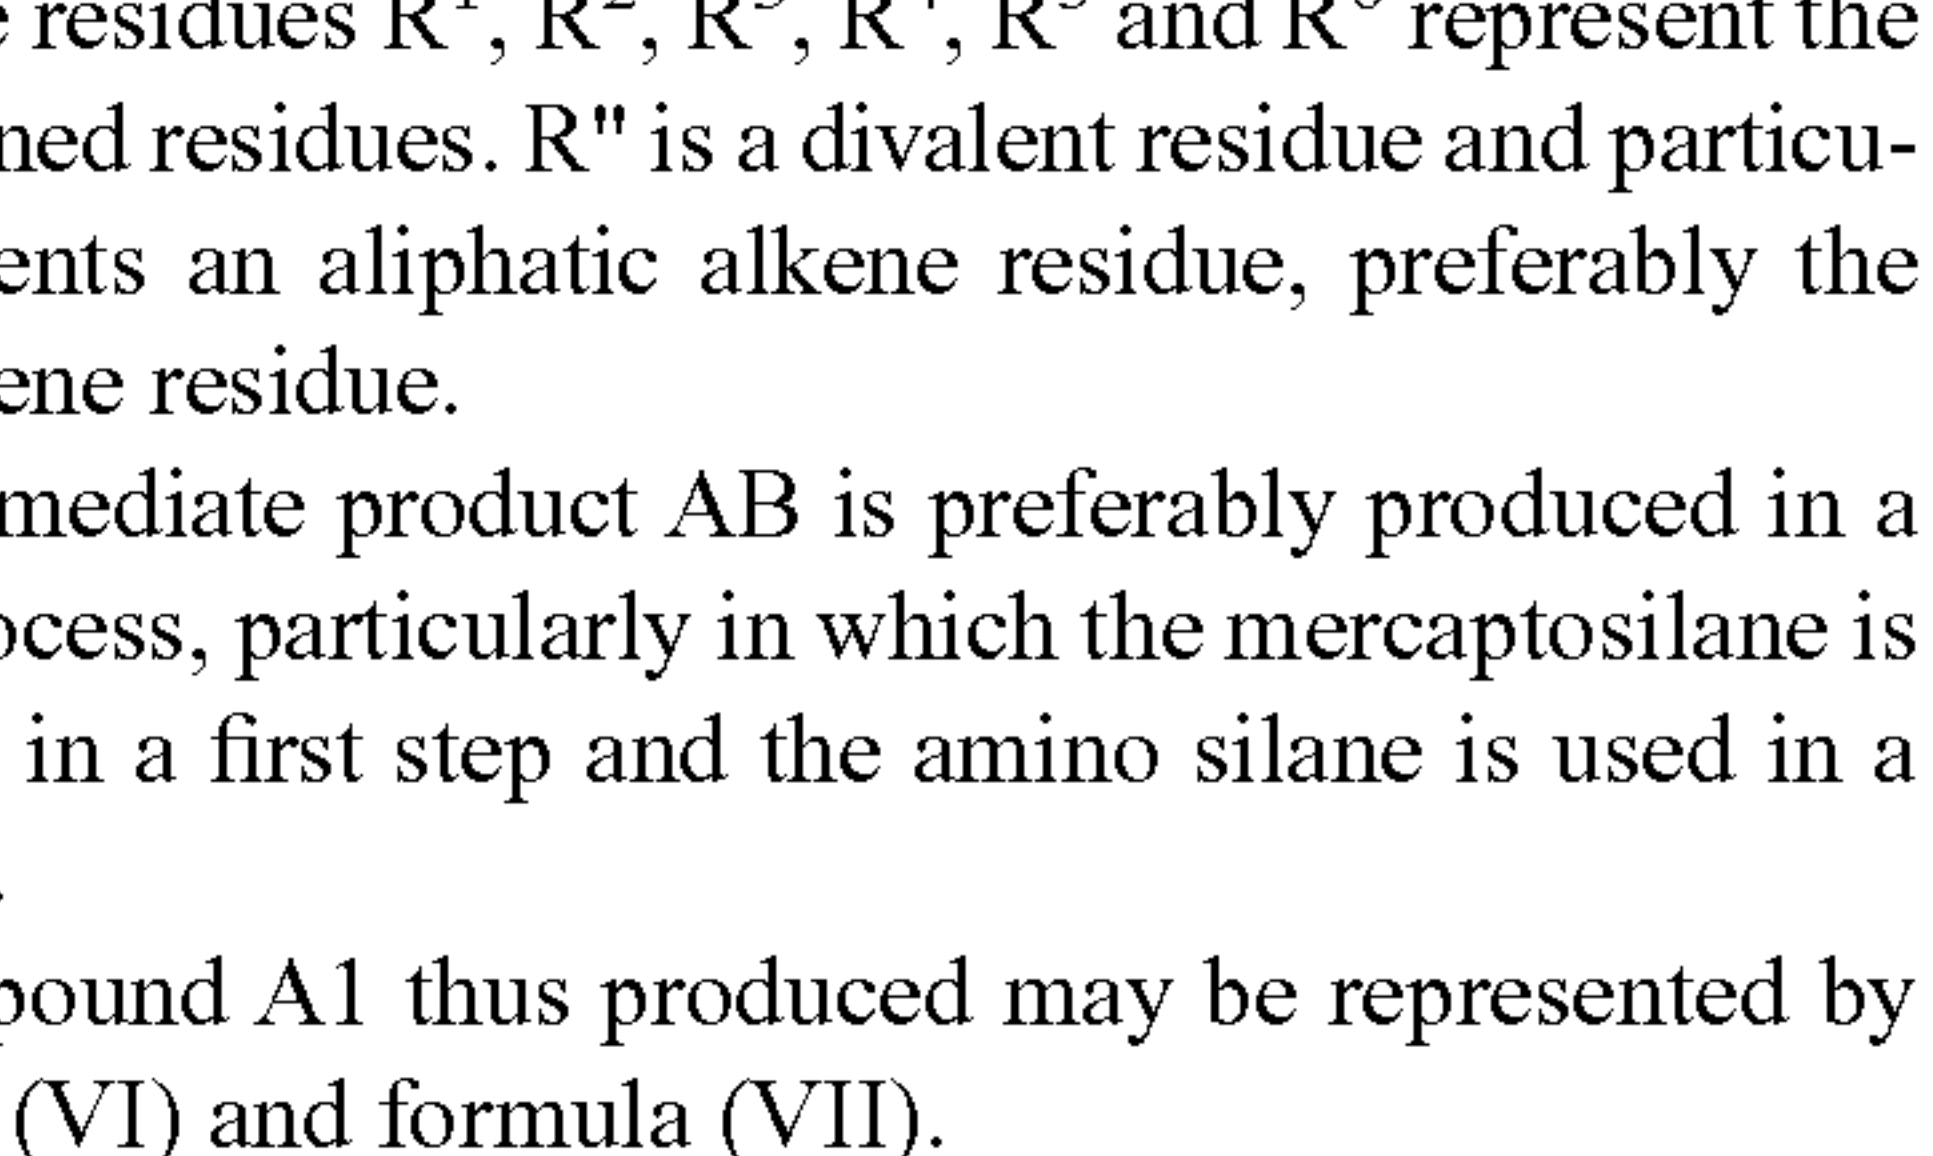 residues R¹, R², R³, R⁴, R⁵ and R⁶ represent the
ned residues. R" is a divalent residue and particu-
ents an aliphatic alkene residue, preferably the
ene residue.
mediate product AB is preferably produced in a
ocess, particularly in which the mercaptosilane is
in a first step and the amino silane is used in a
.
pound A1 thus produced may be represented by
(VI) and formula (VII).